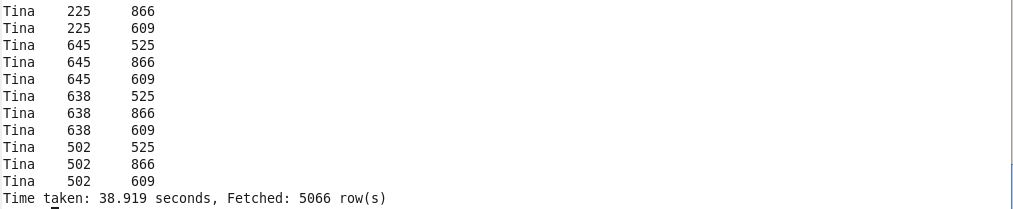 Tina    225     866
Tina    225     609
Tina    645     525
Tina    645     866
Tina    645     609
Tina    638     525
Tina    638     866
Tina    638     609
Tina    502     525
Tina    502     866
Tina    502     609
Time taken: 38.919 seconds, Fetched: 5066 row(s)